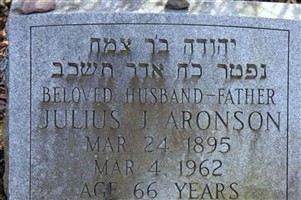 יהודה ב״ר צמח
נפטר כח אדר תשכב
BELOVED HUSBAND-FATHER
JULIUS J. ARONSON
MAR 24, 1895
MAR 4, 1962
AGE 66 YEARS